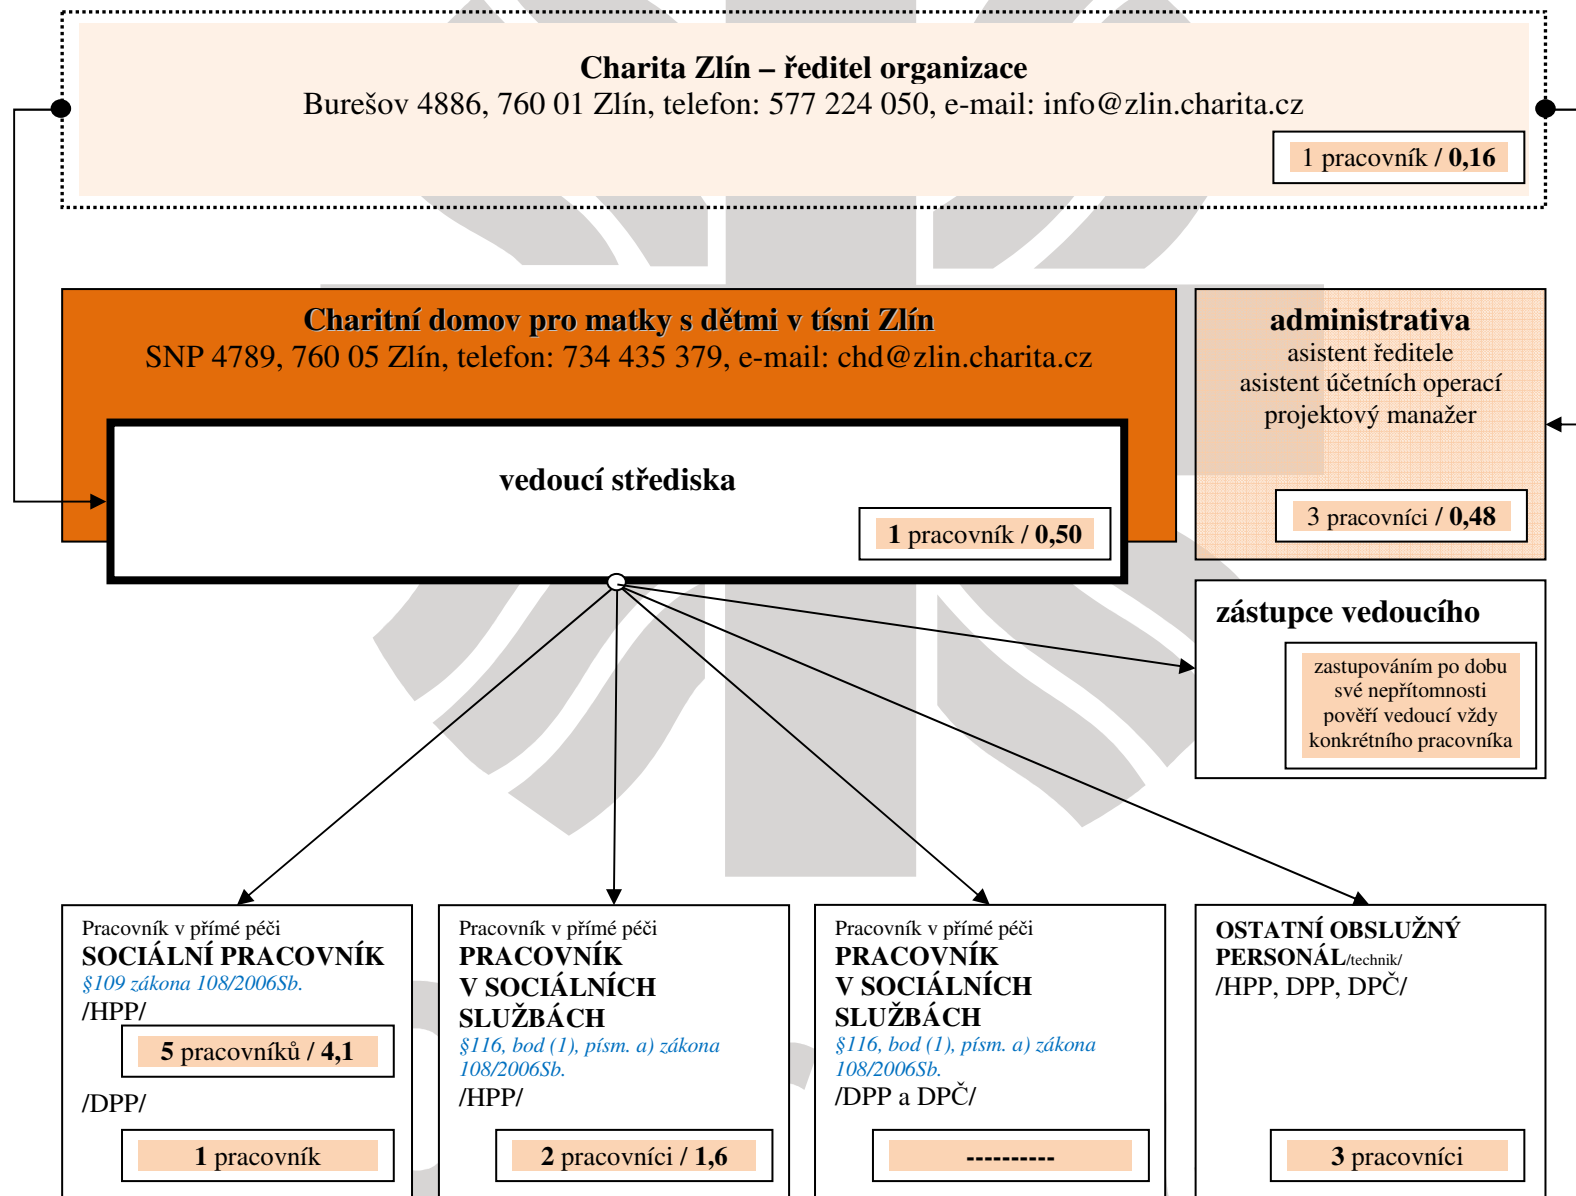 Charita Zlín – ředitel organizace
Burešov 4886, 760 01 Zlín, telefon: 577 224 050, e-mail: info@zlin.charita.cz
1 pracovník / 0,16
Charitní domov pro matky s dětmi v tísni Zlín
SNP 4789, 760 05 Zlín, telefon: 734 435 379, e-mail: chd@zlin.charita.cz
vedoucí střediska
1 pracovník / 0,50
administrativa
asistent ředitele
asistent účetních operací
projektový manažer
3 pracovníci / 0,48
zástupce vedoucího
zastupováním po dobu
své nepřítomnosti
pověří vedoucí vždy
konkrétního pracovníka
Pracovník v přímé péči
SOCIÁLNÍ PRACOVNÍK
§109 zákona 108/2006Sb.
/HPP/
5 pracovníků / 4,1
/DPP/
1 pracovník
Pracovník v přímé péči
PRACOVNÍK
V SOCIÁLNÍCH
SLUŽBÁCH
§116, bod (1), písm. a) zákona
108/2006Sb.
/HPP/
2 pracovníci / 1,6
Pracovník v přímé péči
PRACOVNÍK
V SOCIÁLNÍCH
SLUŽBÁCH
§116, bod (1), písm. a) zákona
108/2006Sb.
/DPP a DPČ/
----------
OSTATNÍ OBSLUŽNÝ
PERSONÁL/technik/
/HPP, DPP, DPČ/
3 pracovníci